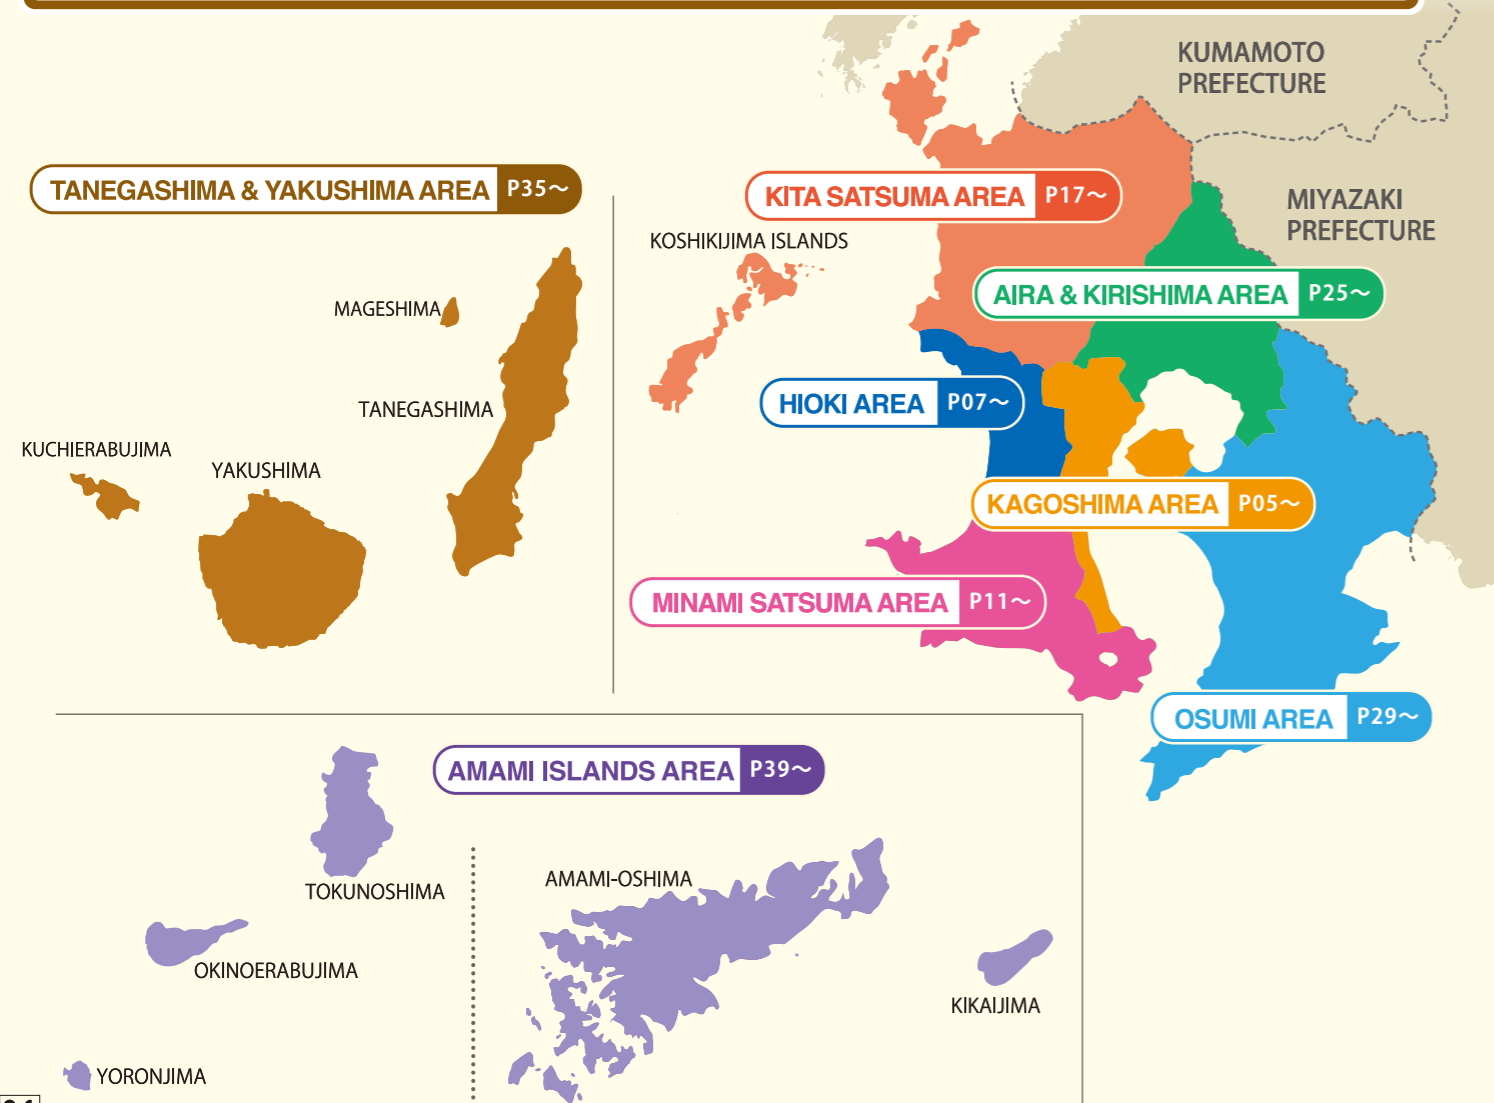 KUMAMOTO
PREFECTURE
TANEGASHIMA & YAKUSHIMA AREA P35～
KITA SATSUMA AREA P17～
MIYAZAKI
PREFECTURE
KOSHIKIJIMA ISLANDS
MAGESHIMA
AIRA & KIRISHIMA AREA P25～
TANEGASHIMA
HIOKI AREA P07～
KUCHIERABUJIMA
YAKUSHIMA
KAGOSHIMA AREA P05～
MINAMI SATSUMA AREA P11～
OSUMI AREA P29～
AMAMI ISLANDS AREA P39～
TOKUNOSHIMA
AMAMI-OSHIMA
OKINOERABUJIMA
KIKAIJIMA
YORONJIMA